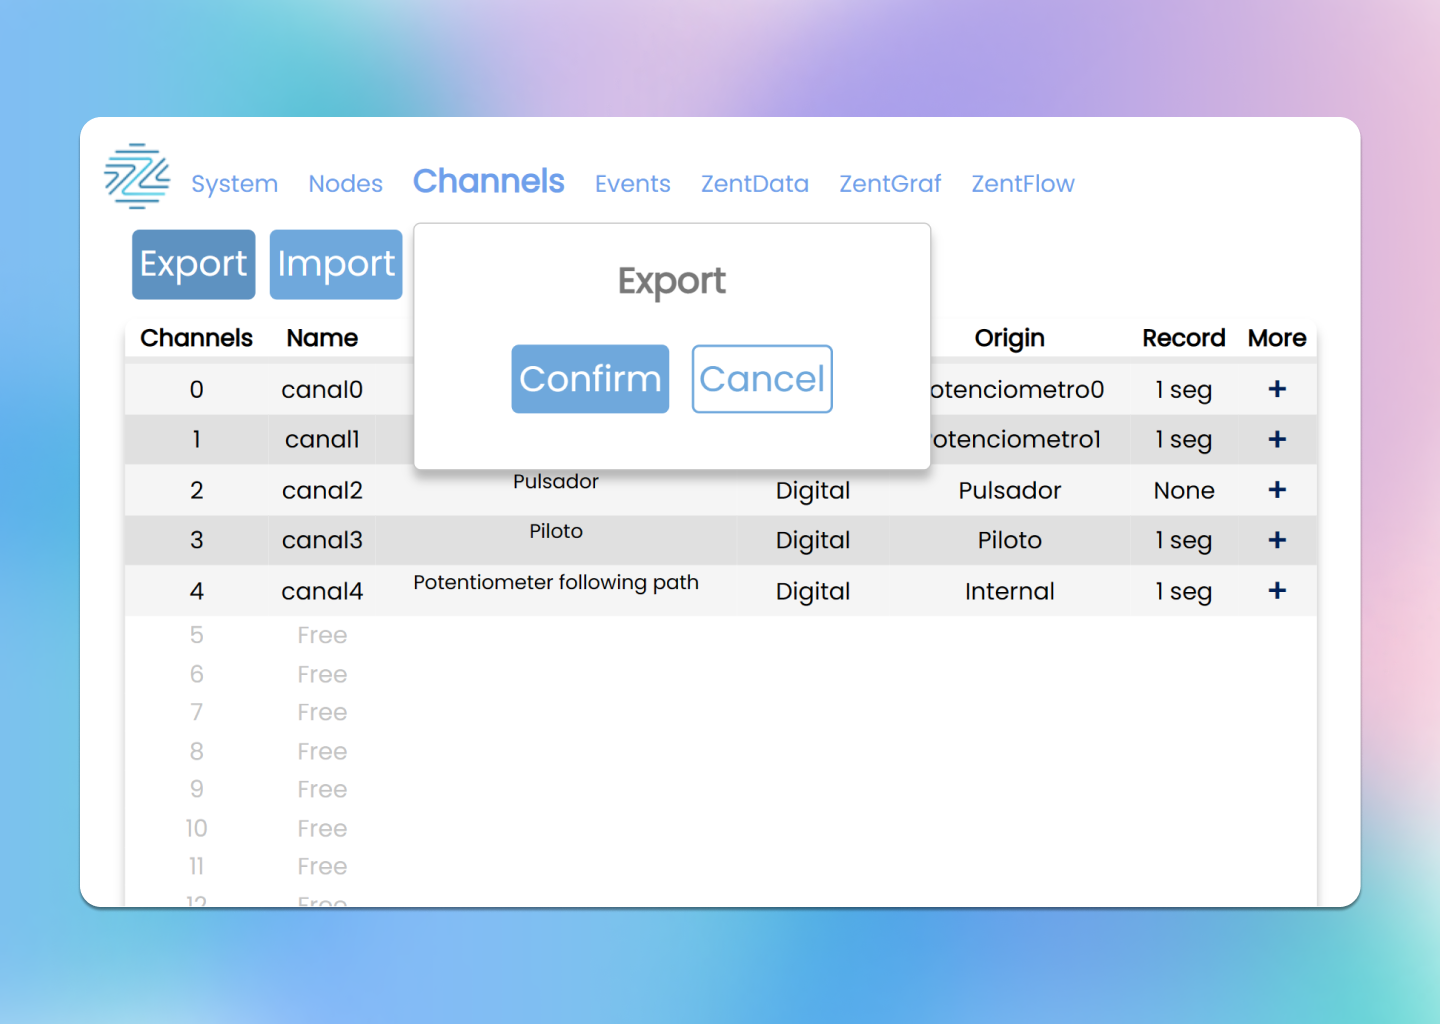 System Nodes Channels Events ZentData ZentGraf ZentFlow
Export Import
Export
Confirm Cancel
Channels Name Origin Record More
0 canal0 otenciometro0 1 seg +
1 canal1 otenciometro1 1 seg +
2 canal2 Pulsador Digital Pulsador None +
3 canal3 Piloto Digital Piloto 1 seg +
4 canal4 Potentiometer following path Digital Internal 1 seg +
5 Free
6 Free
7 Free
8 Free
9 Free
10 Free
11 Free
12 Free